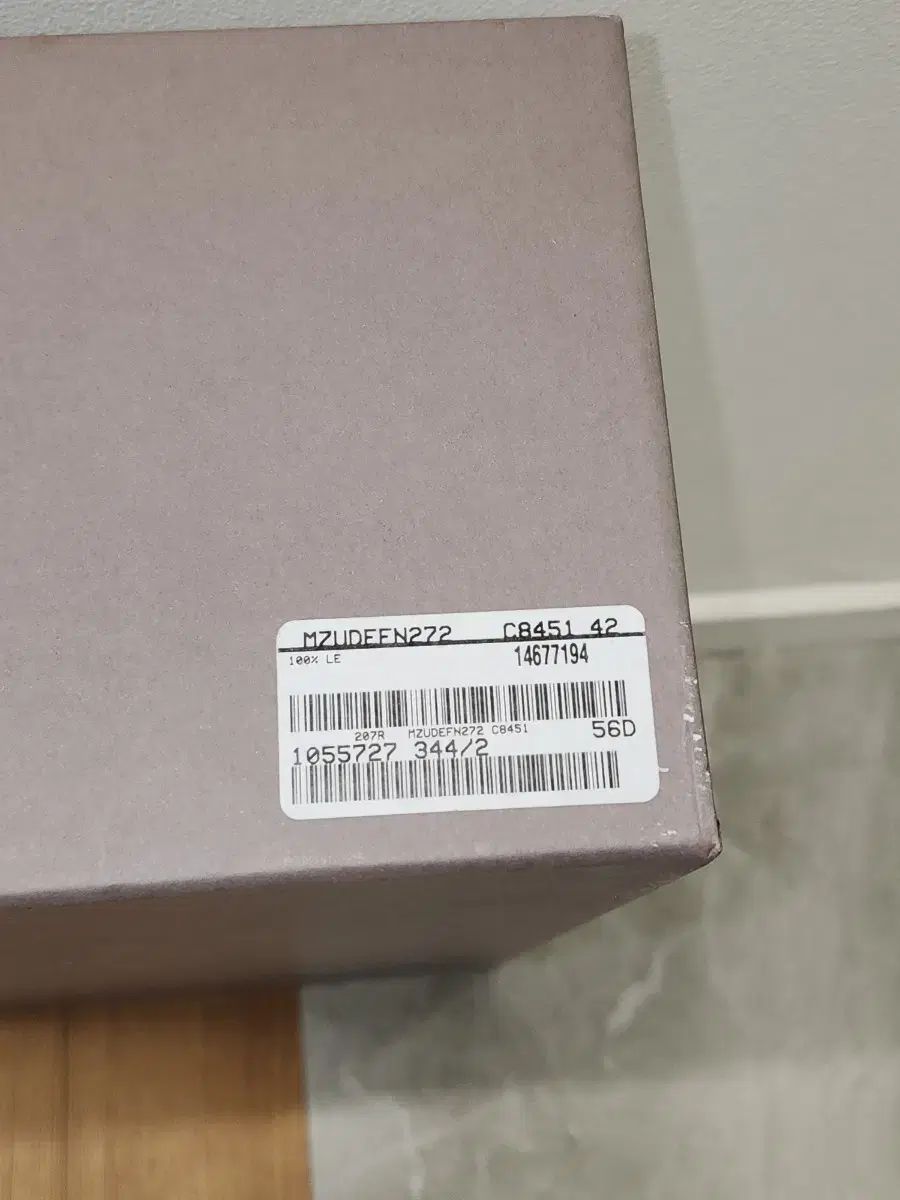 MZUDEFN272 C8451 42
100% LE 14677194
207R MZUDEFN272 C8451 56D
1055727 344/2